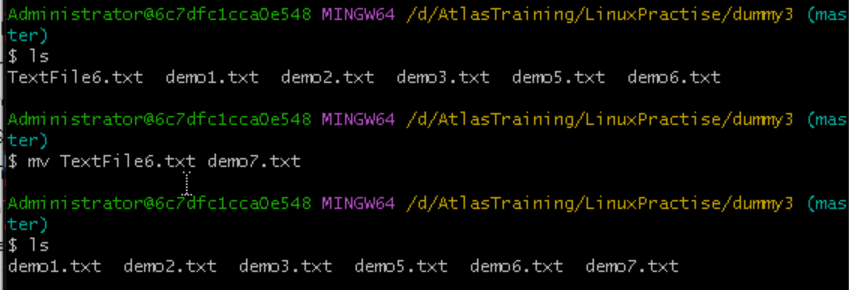 Administrator@6c7dfc1cca0e548 MINGW64 /d/AtlasTraining/LinuxPractise/dummy3 (mas
ter)
$ ls
TextFile6.txt  demo1.txt  demo2.txt  demo3.txt  demo5.txt  demo6.txt
Administrator@6c7dfc1cca0e548 MINGW64 /d/AtlasTraining/LinuxPractise/dummy3 (mas
ter)
$ mv TextFile6.txt demo7.txt
Administrator@6c7dfc1cca0e548 MINGW64 /d/AtlasTraining/LinuxPractise/dummy3 (mas
ter)
$ ls
demo1.txt  demo2.txt  demo3.txt  demo5.txt  demo6.txt  demo7.txt